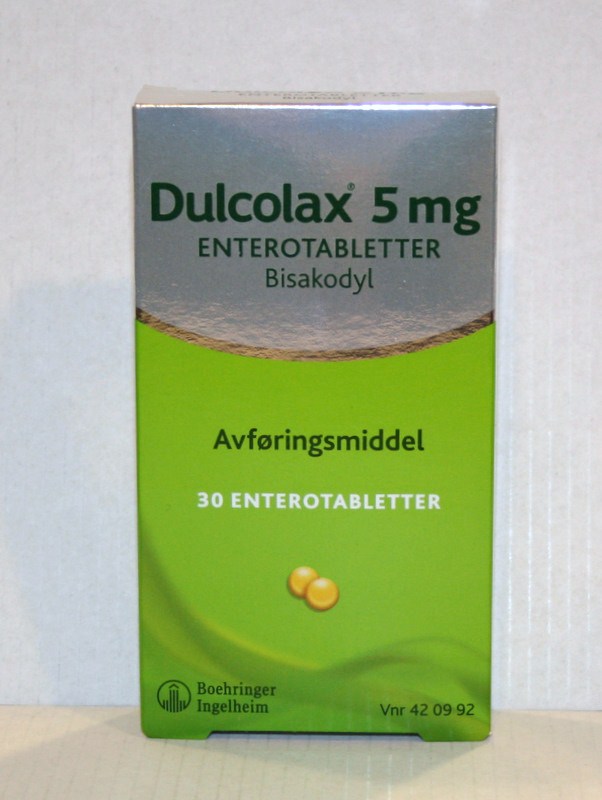 Dulcolax® 5 mg
ENTEROTABLETTER
Bisakodyl
Avføringsmiddel
30 ENTEROTABLETTER
Boehringer
Ingelheim
Vnr 42 09 92